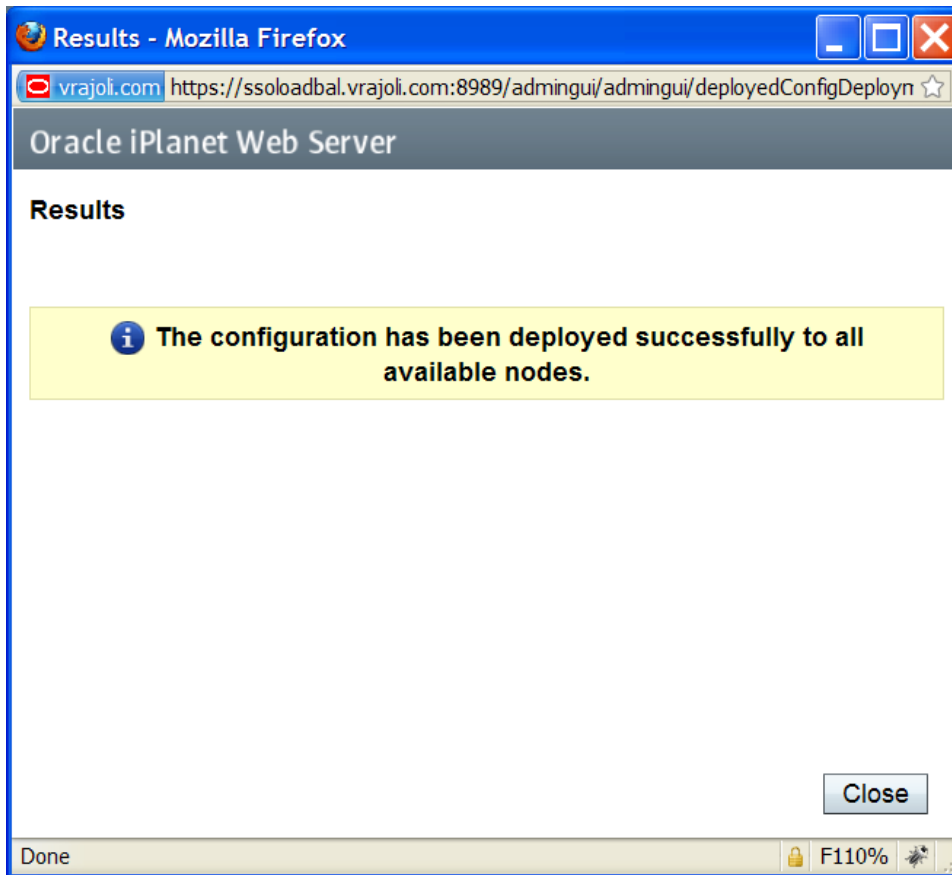 Results - Mozilla Firefox
vrajoli.com https://ssoloadbal.vrajoli.com:8989/admingui/admingui/deployedConfigDeployn
Oracle iPlanet Web Server
Results
The configuration has been deployed successfully to all
available nodes.
Close
Done F110%